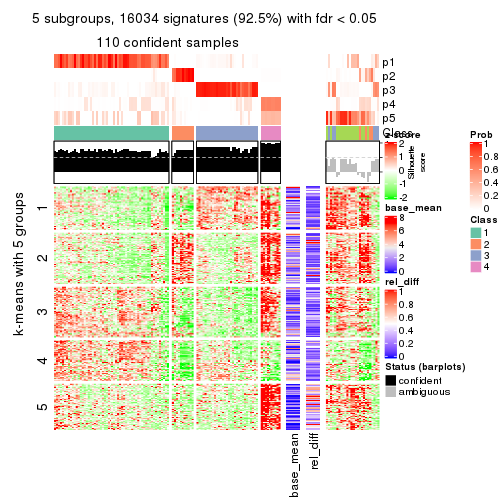 5 subgroups, 16034 signatures (92.5%) with fdr < 0.05
110 confident samples
p1
p2
p3
p4
p5
Class
k-means with 5 groups
1
2
3
4
5
base_mean
rel_diff
z-score
2
1
0
-1
-2
Silhouette
score
base_mean
8
6
4
2
0
rel_diff
1
0.8
0.6
0.4
0.2
0
Status (barplots)
confident
ambiguous
Prob
1
0.8
0.6
0.4
0.2
0
Class
1
2
3
4